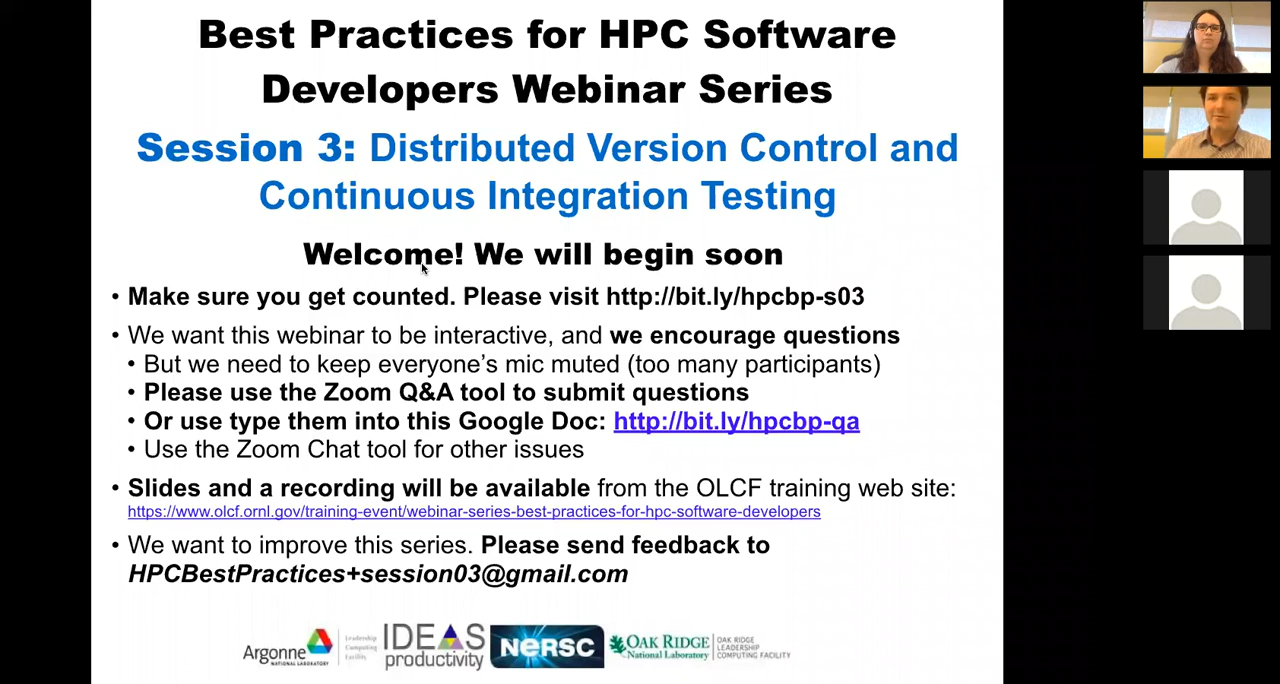 Best Practices for HPC Software
Developers Webinar Series
Session 3: Distributed Version Control and
Continuous Integration Testing
Welcome! We will begin soon
• Make sure you get counted. Please visit http://bit.ly/hpcbp-s03
• We want this webinar to be interactive, and we encourage questions
• But we need to keep everyone’s mic muted (too many participants)
• Please use the Zoom Q&A tool to submit questions
• Or use type them into this Google Doc: http://bit.ly/hpcbp-qa
• Use the Zoom Chat tool for other issues
• Slides and a recording will be available from the OLCF training web site:
https://www.olcf.ornl.gov/training-event/webinar-series-best-practices-for-hpc-software-developers
• We want to improve this series. Please send feedback to
HPCBestPractices+session03@gmail.com
Argonne
NATIONAL LABORATORY
Leadership
Computing
Facility
IDEAS
productivity
NERSC
OAK RIDGE
National Laboratory
OAK RIDGE
LEADERSHIP
COMPUTING FACILITY